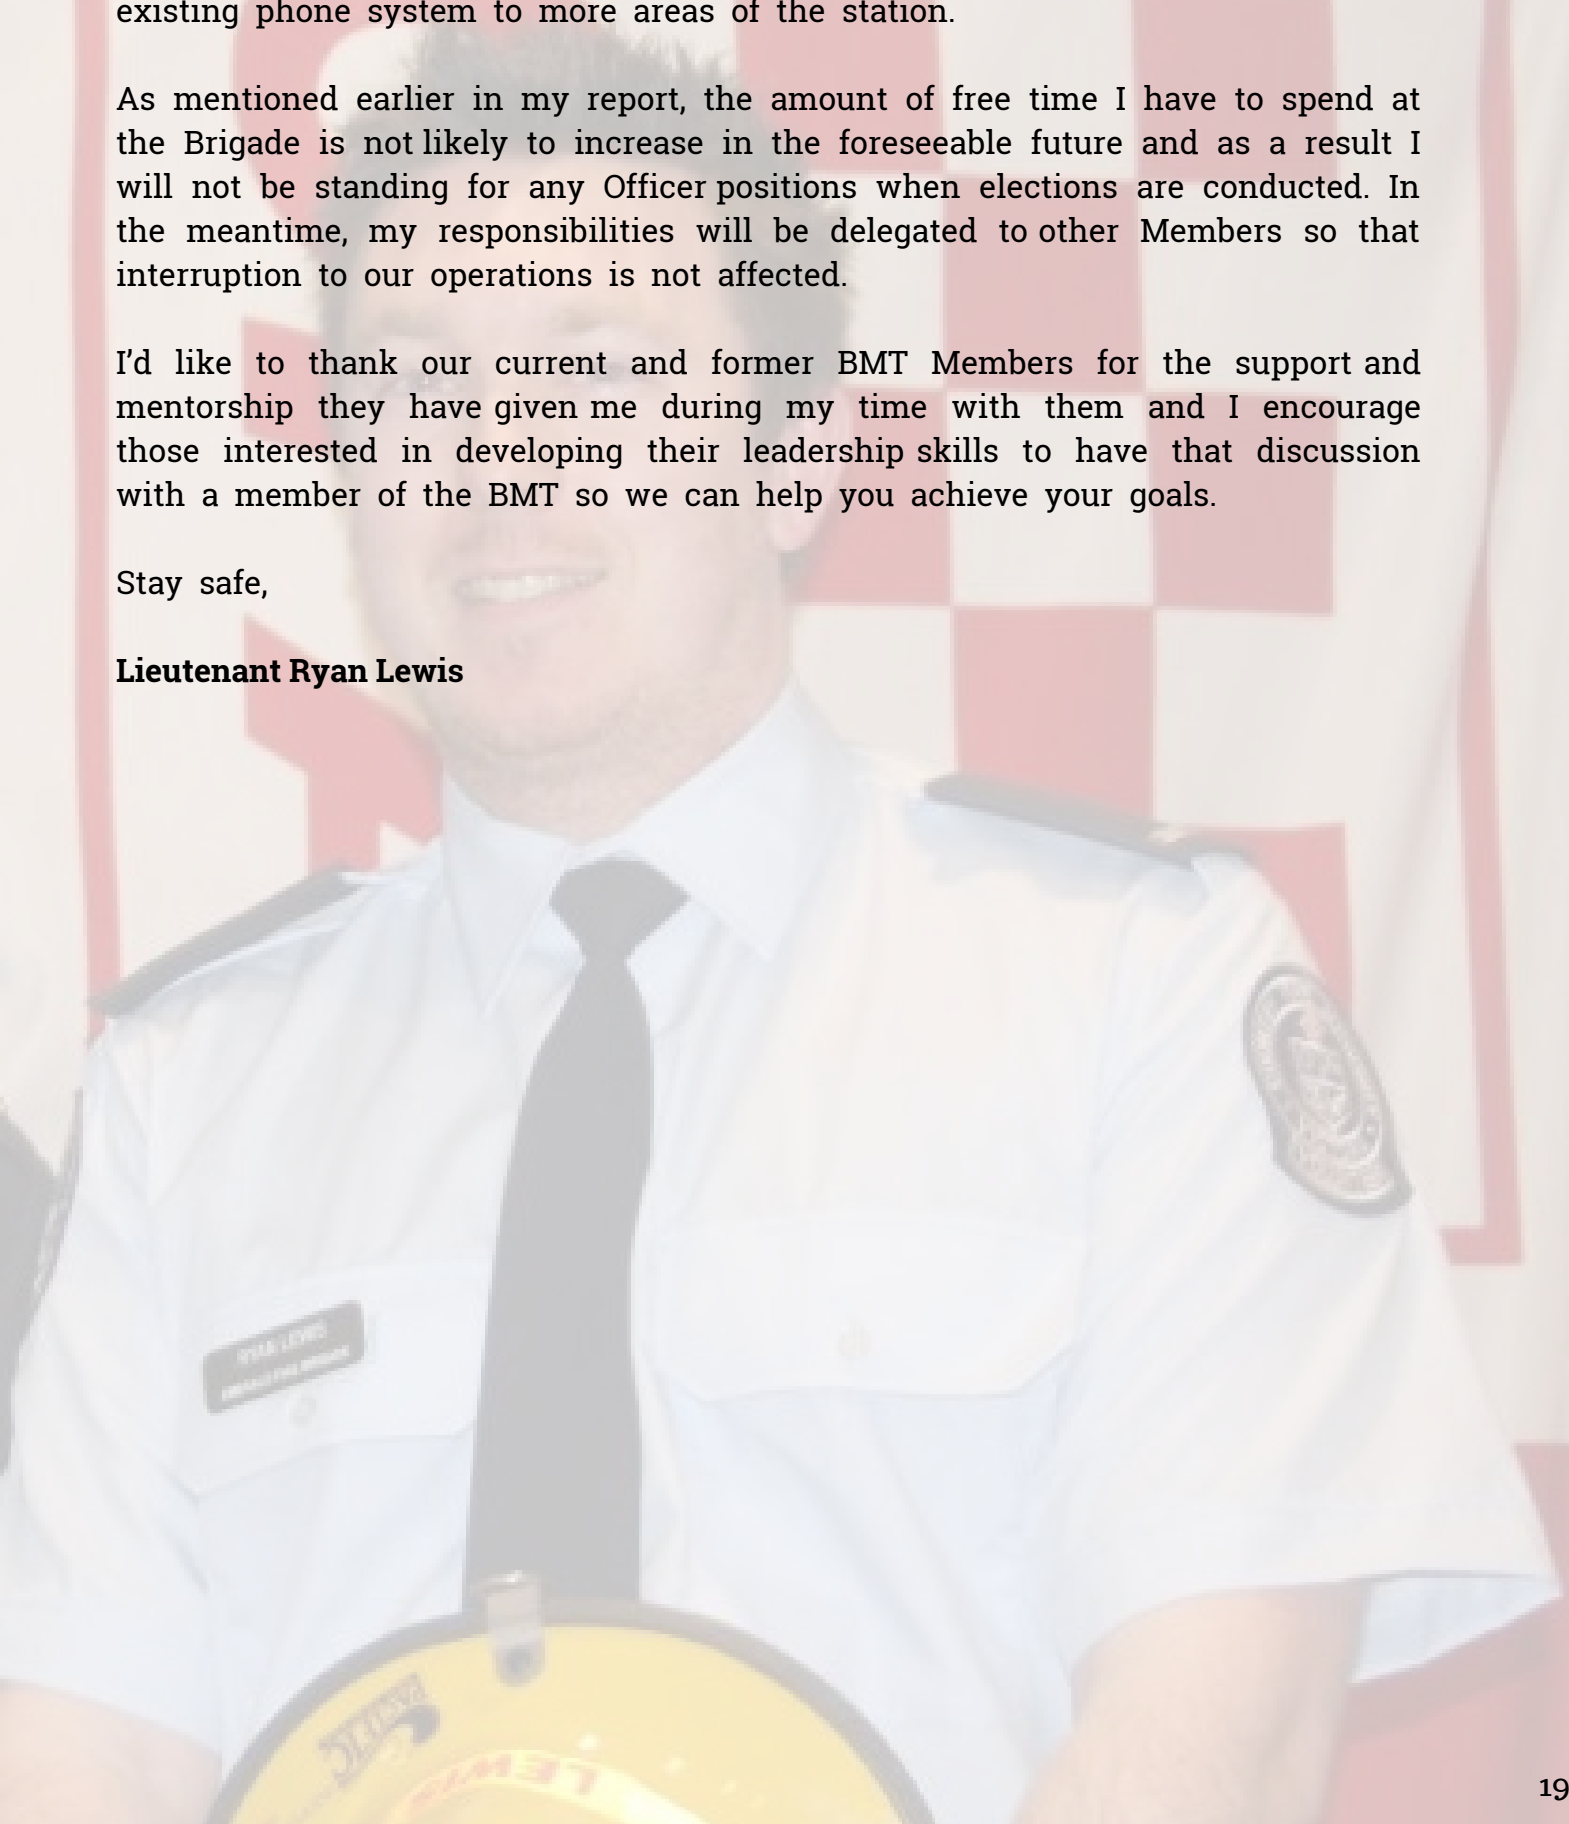 existing phone system to more areas of the station.
As mentioned earlier in my report, the amount of free time I have to spend at
the Brigade is not likely to increase in the foreseeable future and as a result I
will not be standing for any Officer positions when elections are conducted. In
the meantime, my responsibilities will be delegated to other Members so that
interruption to our operations is not affected.
I’d like to thank our current and former BMT Members for the support and
mentorship they have given me during my time with them and I encourage
those interested in developing their leadership skills to have that discussion
with a member of the BMT so we can help you achieve your goals.
Stay safe,
Lieutenant Ryan Lewis
RYAN LEWIS
PACIFIC
LEWIS
19